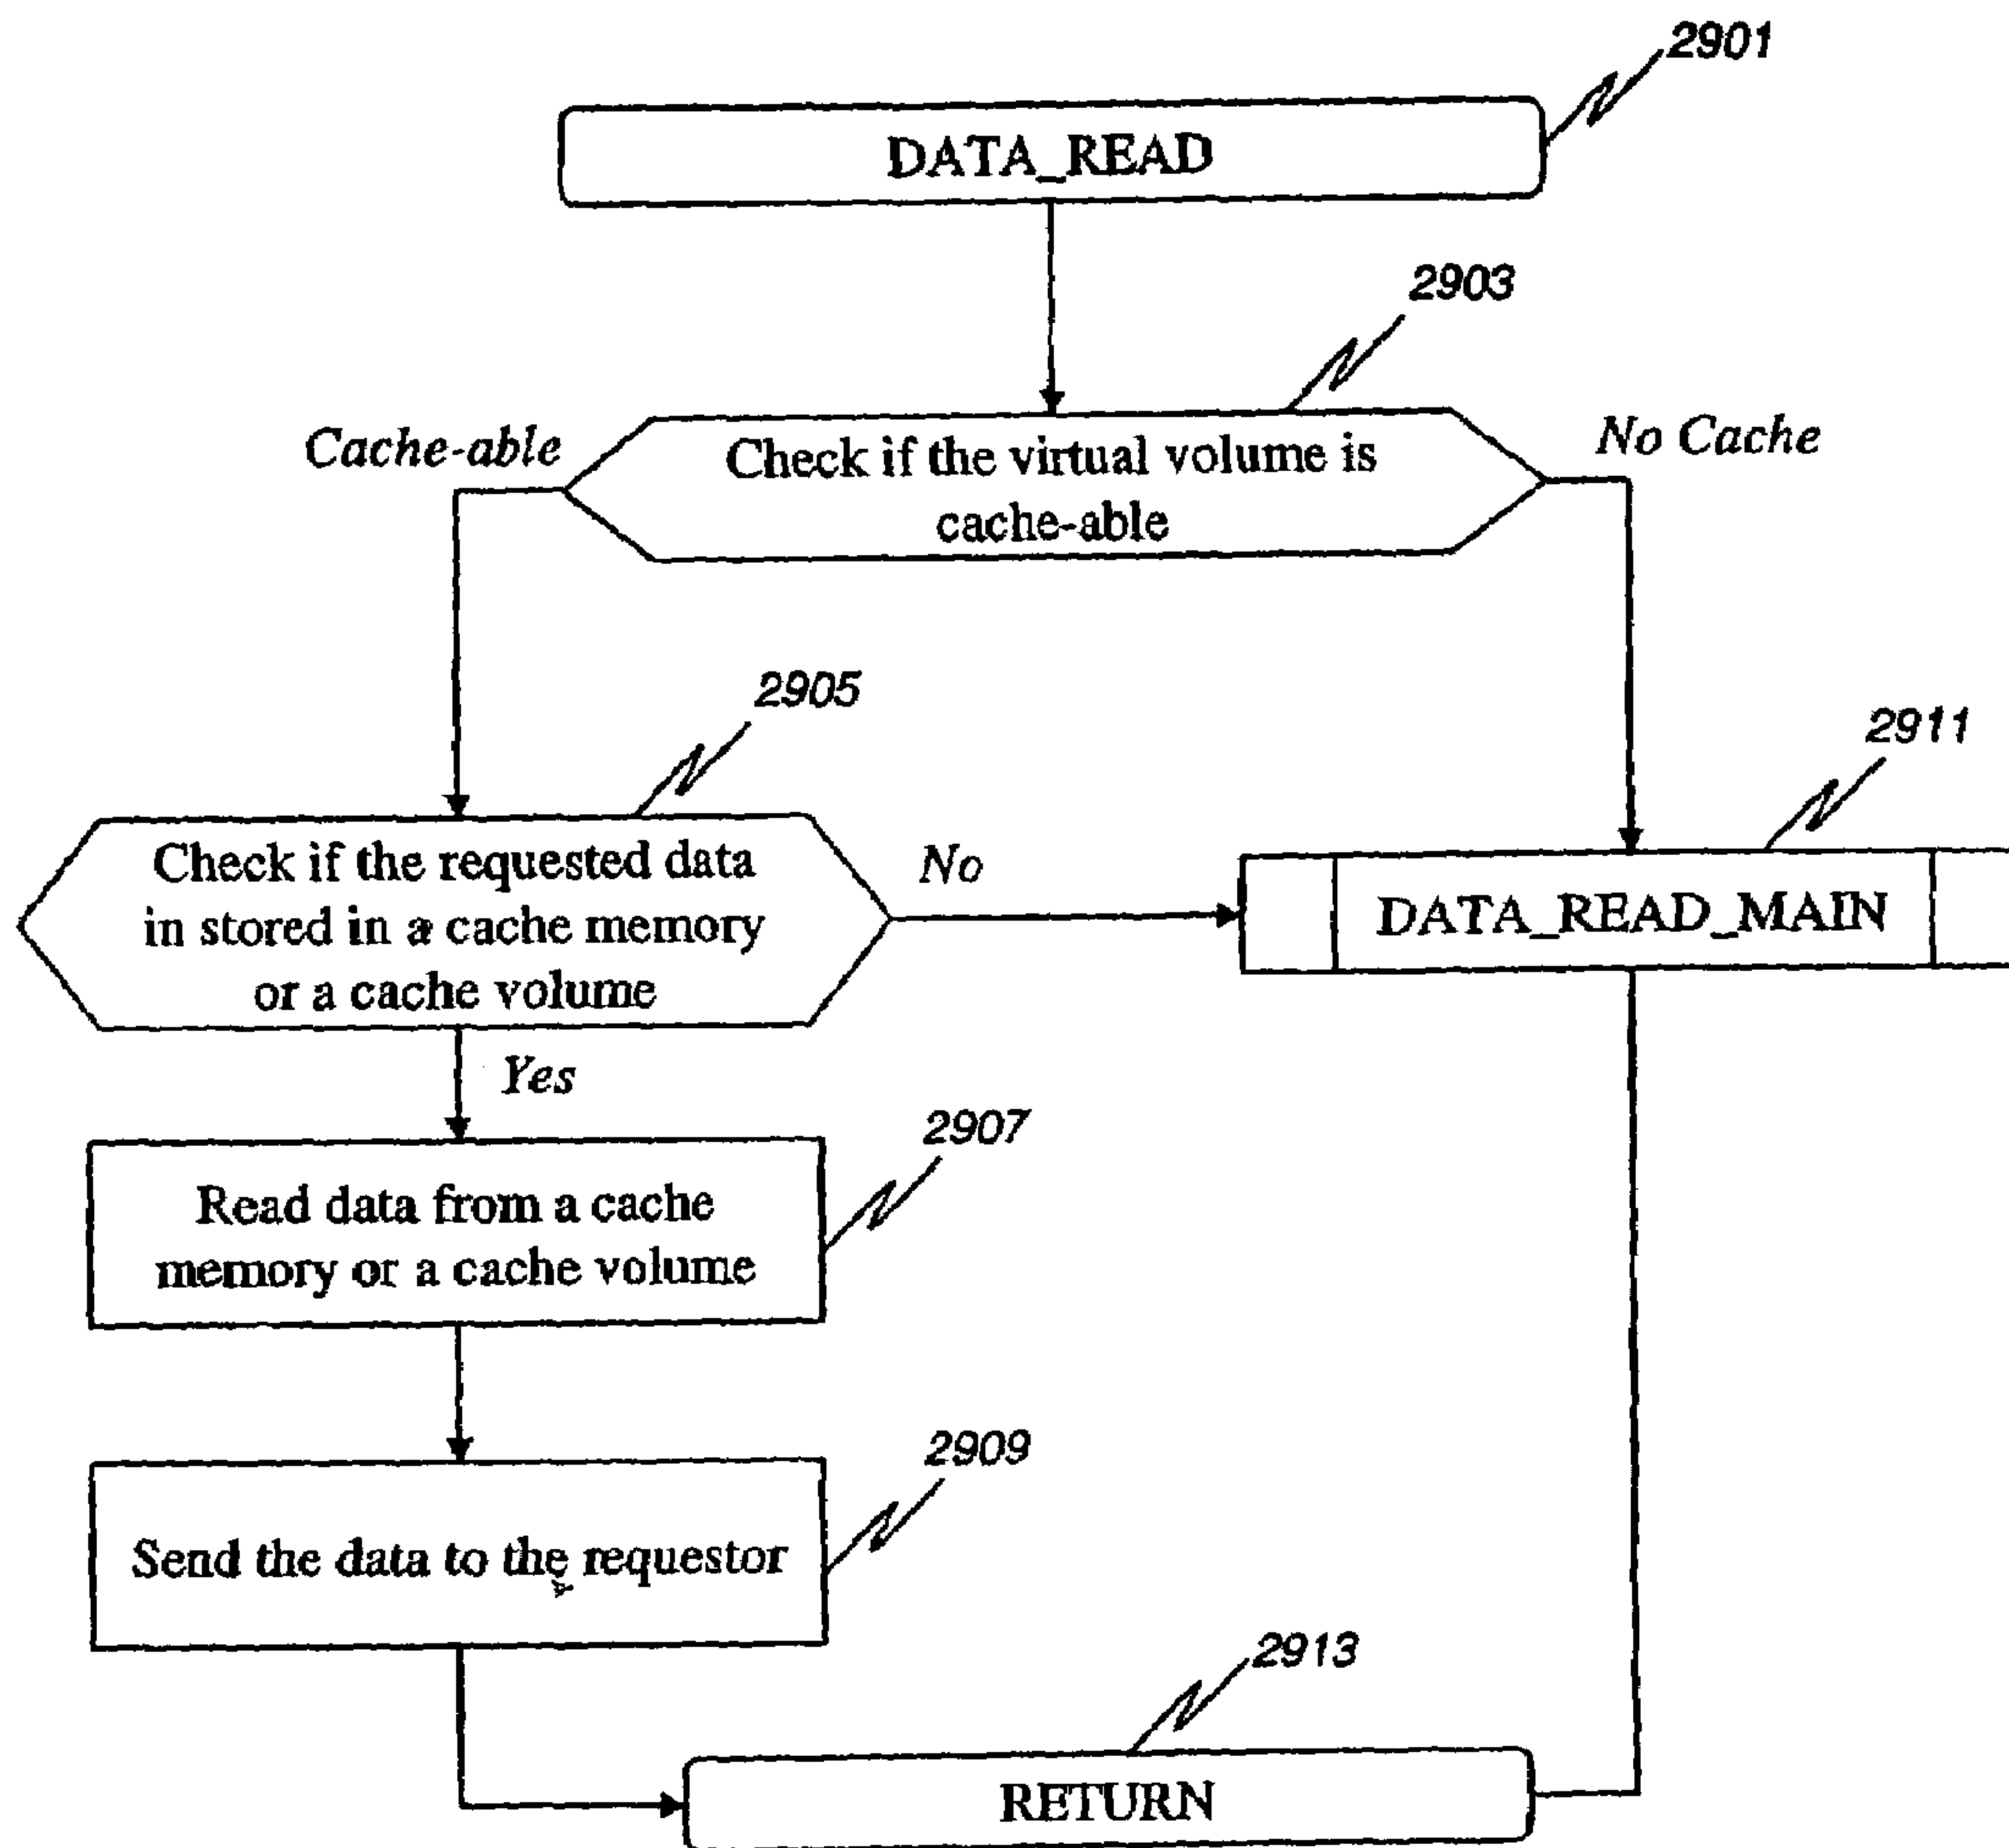 2901
DATA_READ
2903
Cache-able
No Cache
Check if the virtual volume is
cache-able
2905
2911
Check if the requested data
in stored in a cache memory
or a cache volume
No
DATA_READ_MAIN
Yes
2907
Read data from a cache
memory or a cache volume
2909
Send the data to the requestor
2913
RETURN